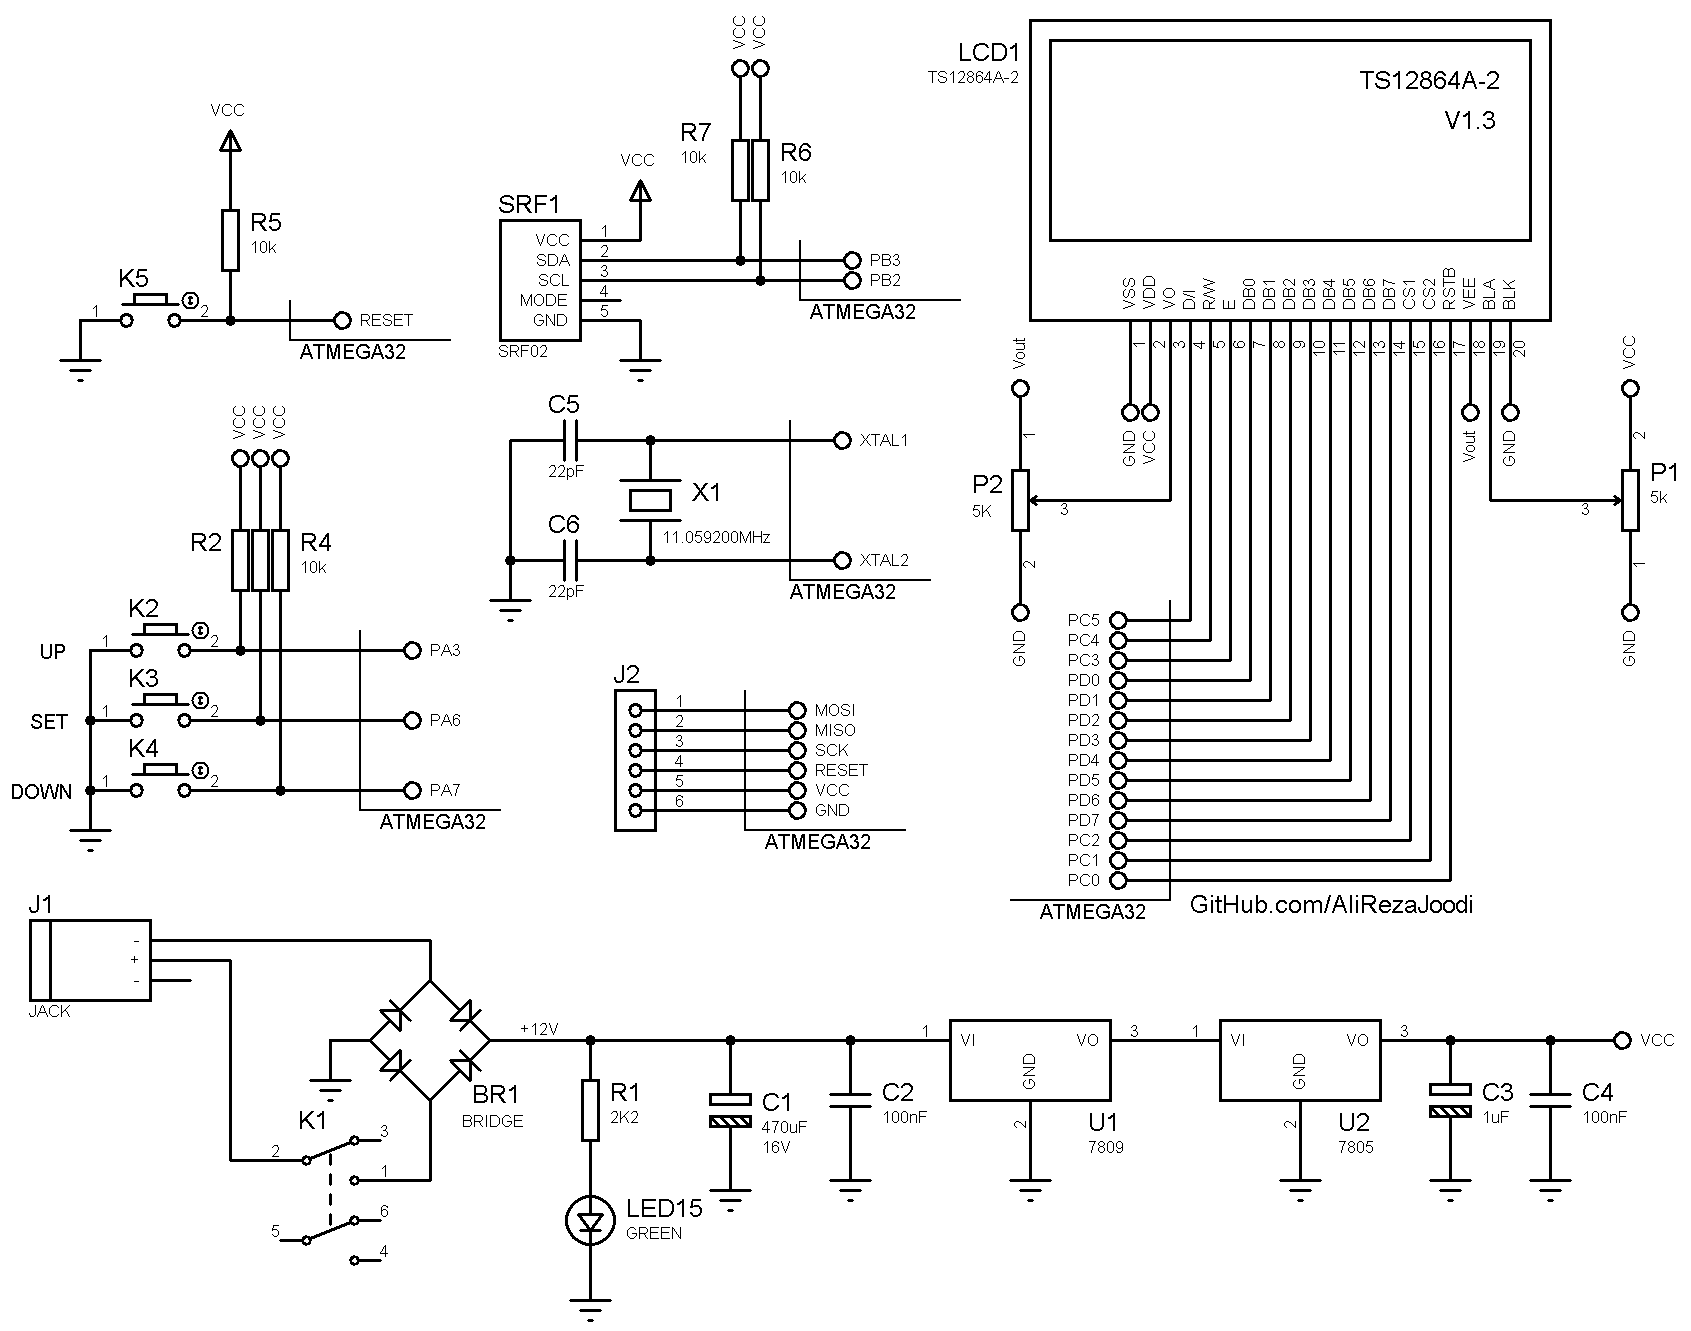 VCC
R5
10k
K5
1
2
RESET
ATMEGA32
VCC
VCC
R7
10k
R6
10k
VCC
SRF1
VCC
1
SDA
2
SCL
3
MODE
4
GND
5
SRF02
PB3
PB2
ATMEGA32
LCD1
TS12864A-2
TS12864A-2
V1.3
VSS
VDD
VO
D/I
R/W
E
DB0
DB1
DB2
DB3
DB4
DB5
DB6
DB7
CS1
CS2
RSTB
VEE
BLA
BLK
1
2
3
4
5
6
7
8
9
10
11
12
13
14
15
16
17
18
19
20
GND
VCC
Vout
GND
Vout
1
P2
5K
3
2
GND
VCC
2
P1
5k
3
1
GND
VCC
VCC
VCC
R2
R4
10k
K2
UP
1
2
PA3
K3
SET
1
2
PA6
K4
DOWN
1
2
PA7
ATMEGA32
C5
22pF
XTAL1
X1
11.059200MHz
C6
22pF
XTAL2
ATMEGA32
J2
1
MOSI
2
MISO
3
SCK
4
RESET
5
VCC
6
GND
ATMEGA32
PC5
PC4
PC3
PD0
PD1
PD2
PD3
PD4
PD5
PD6
PD7
PC2
PC1
PC0
ATMEGA32
GitHub.com/AliRezaJoodi
J1
-
+
-
JACK
BR1
BRIDGE
K1
2
3
1
5
6
4
+12V
R1
2K2
LED15
GREEN
C1
470uF
16V
C2
100nF
1
VI
VO
3
GND
2
U1
7809
1
VI
VO
3
GND
2
U2
7805
C3
1uF
C4
100nF
VCC